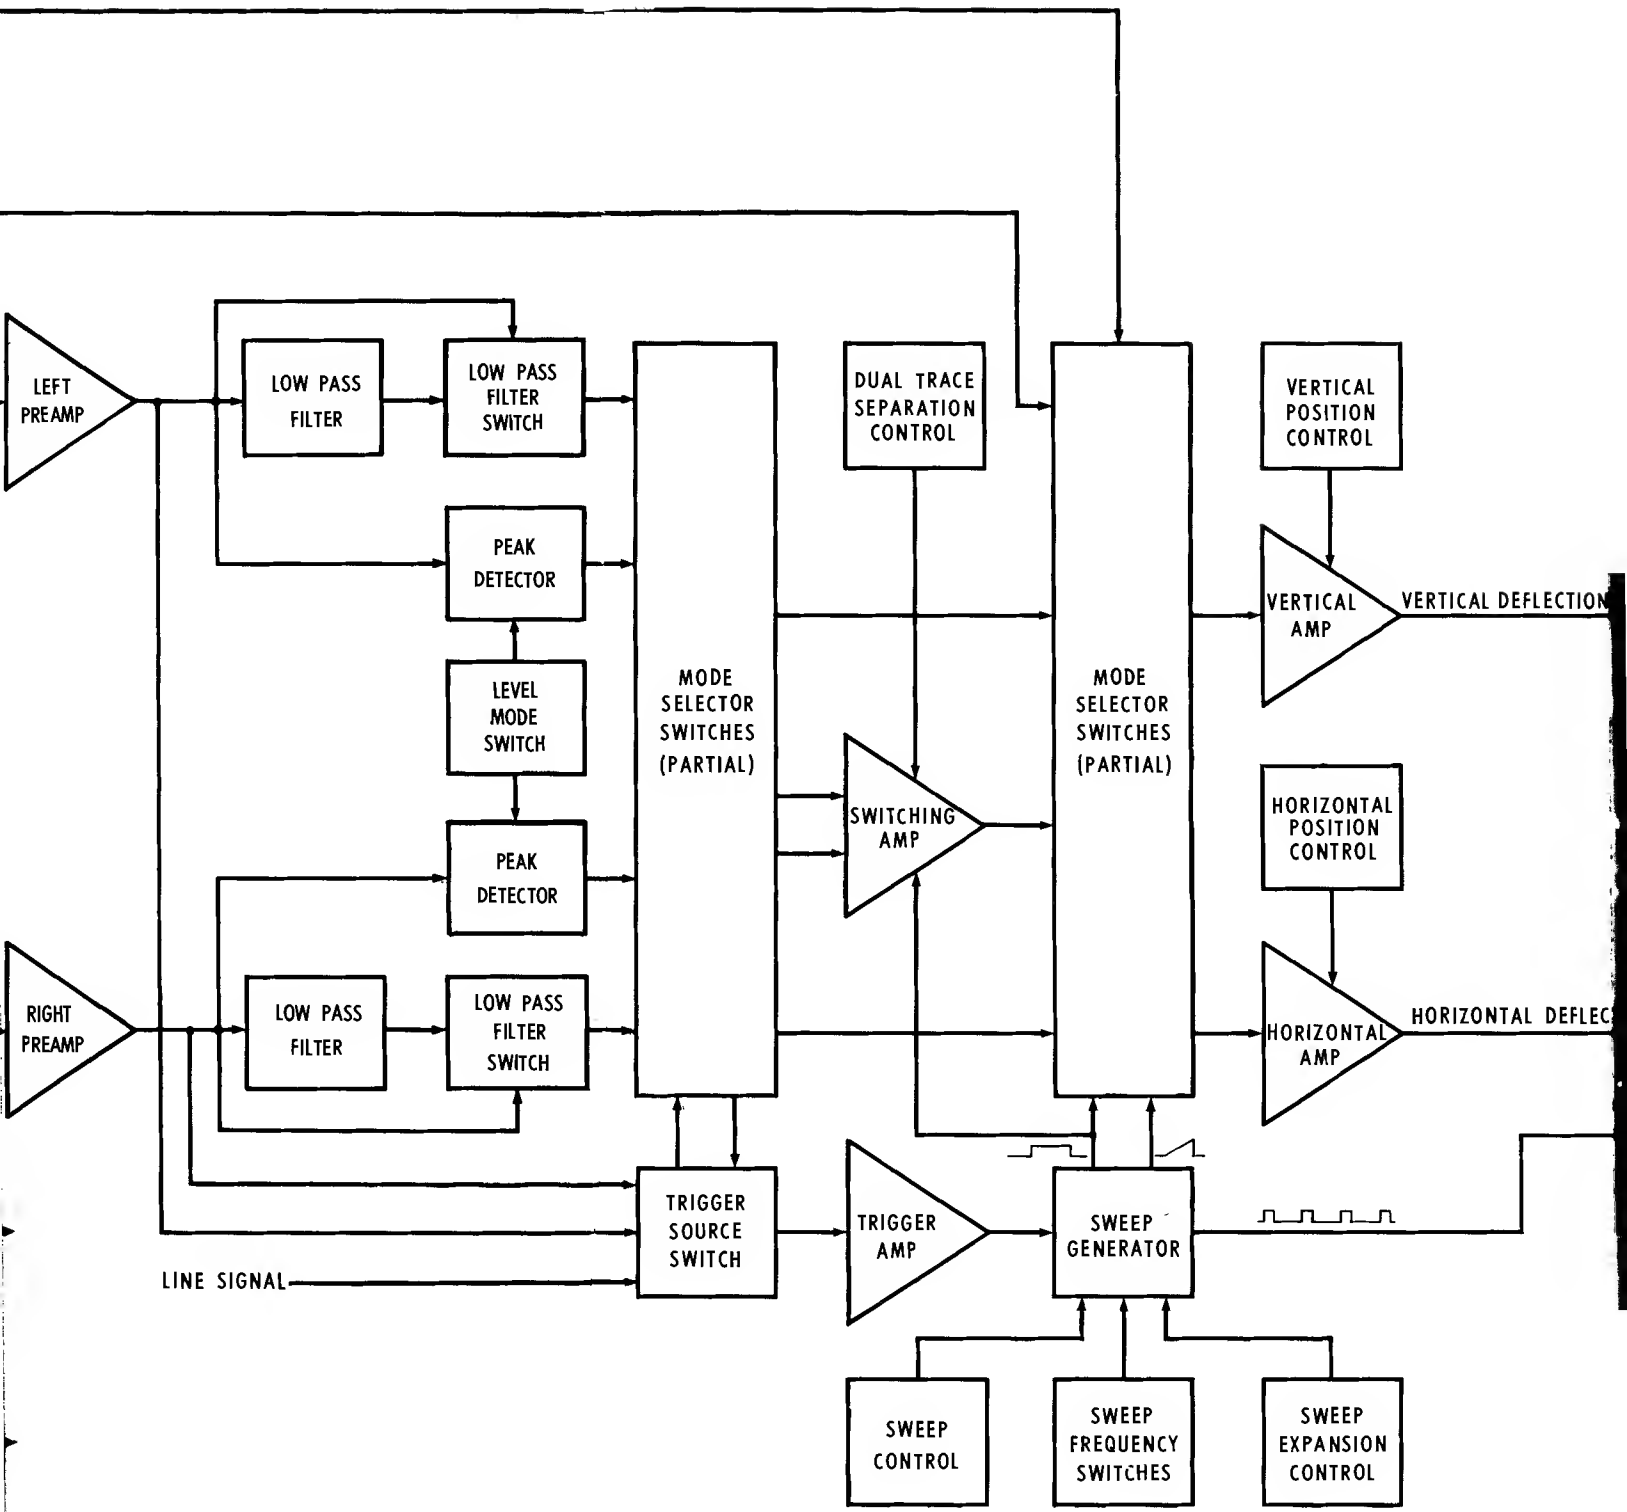 LEFT
PREAMP
LOW PASS
FILTER
LOW PASS
FILTER
SWITCH
PEAK
DETECTOR
LEVEL
MODE
SWITCH
PEAK
DETECTOR
RIGHT
PREAMP
LOW PASS
FILTER
LOW PASS
FILTER
SWITCH
MODE
SELECTOR
SWITCHES
(PARTIAL)
DUAL TRACE
SEPARATION
CONTROL
SWITCHING
AMP
MODE
SELECTOR
SWITCHES
(PARTIAL)
VERTICAL
POSITION
CONTROL
VERTICAL
AMP
VERTICAL DEFLECTION
HORIZONTAL
POSITION
CONTROL
HORIZONTAL
AMP
HORIZONTAL DEFLEC
LINE SIGNAL
TRIGGER
SOURCE
SWITCH
TRIGGER
AMP
SWEEP
GENERATOR
SWEEP
CONTROL
SWEEP
FREQUENCY
SWITCHES
SWEEP
EXPANSION
CONTROL